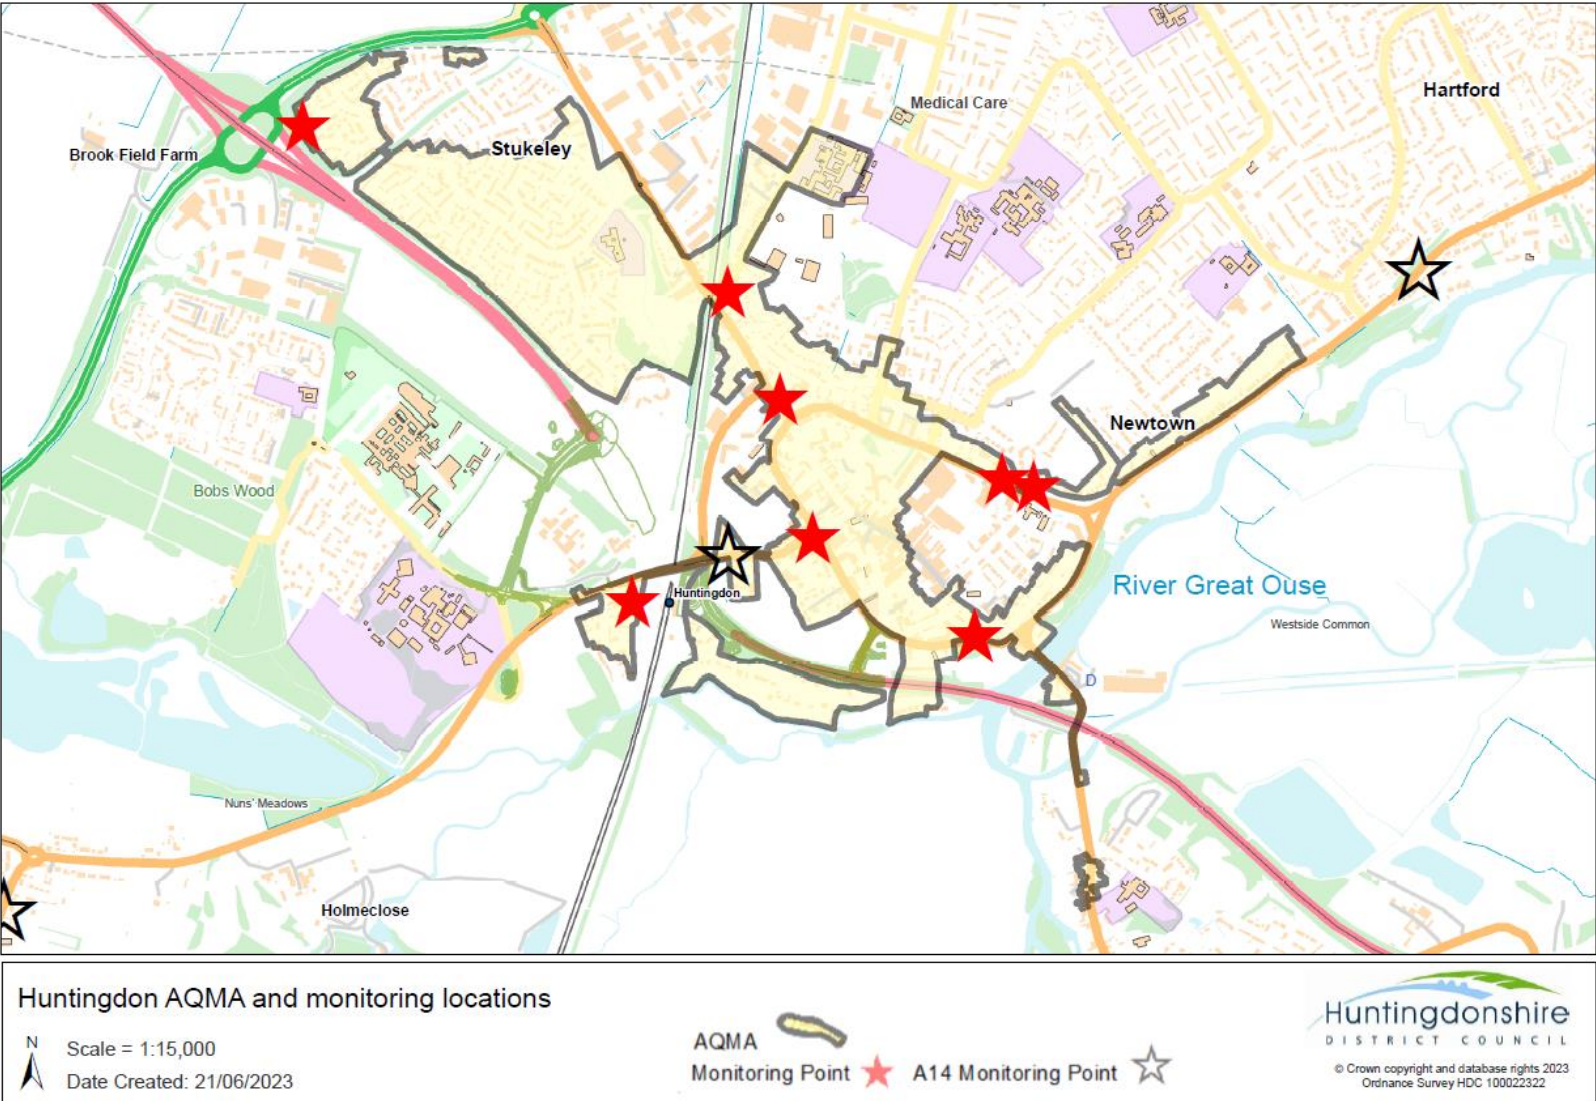 Hartford
Medical Care
Stukeley
Brook Field Farm
Newtown
Bobs Wood
River Great Ouse
Huntingdon
Westside Common
D
Nuns' Meadows
Holmeclose
Huntingdon AQMA and monitoring locations
N
Scale = 1:15,000
Date Created: 21/06/2023
AQMA
Monitoring Point
A14 Monitoring Point
Huntingdonshire
DISTRICT COUNCIL
© Crown copyright and database rights 2023
Ordnance Survey HDC 100022322